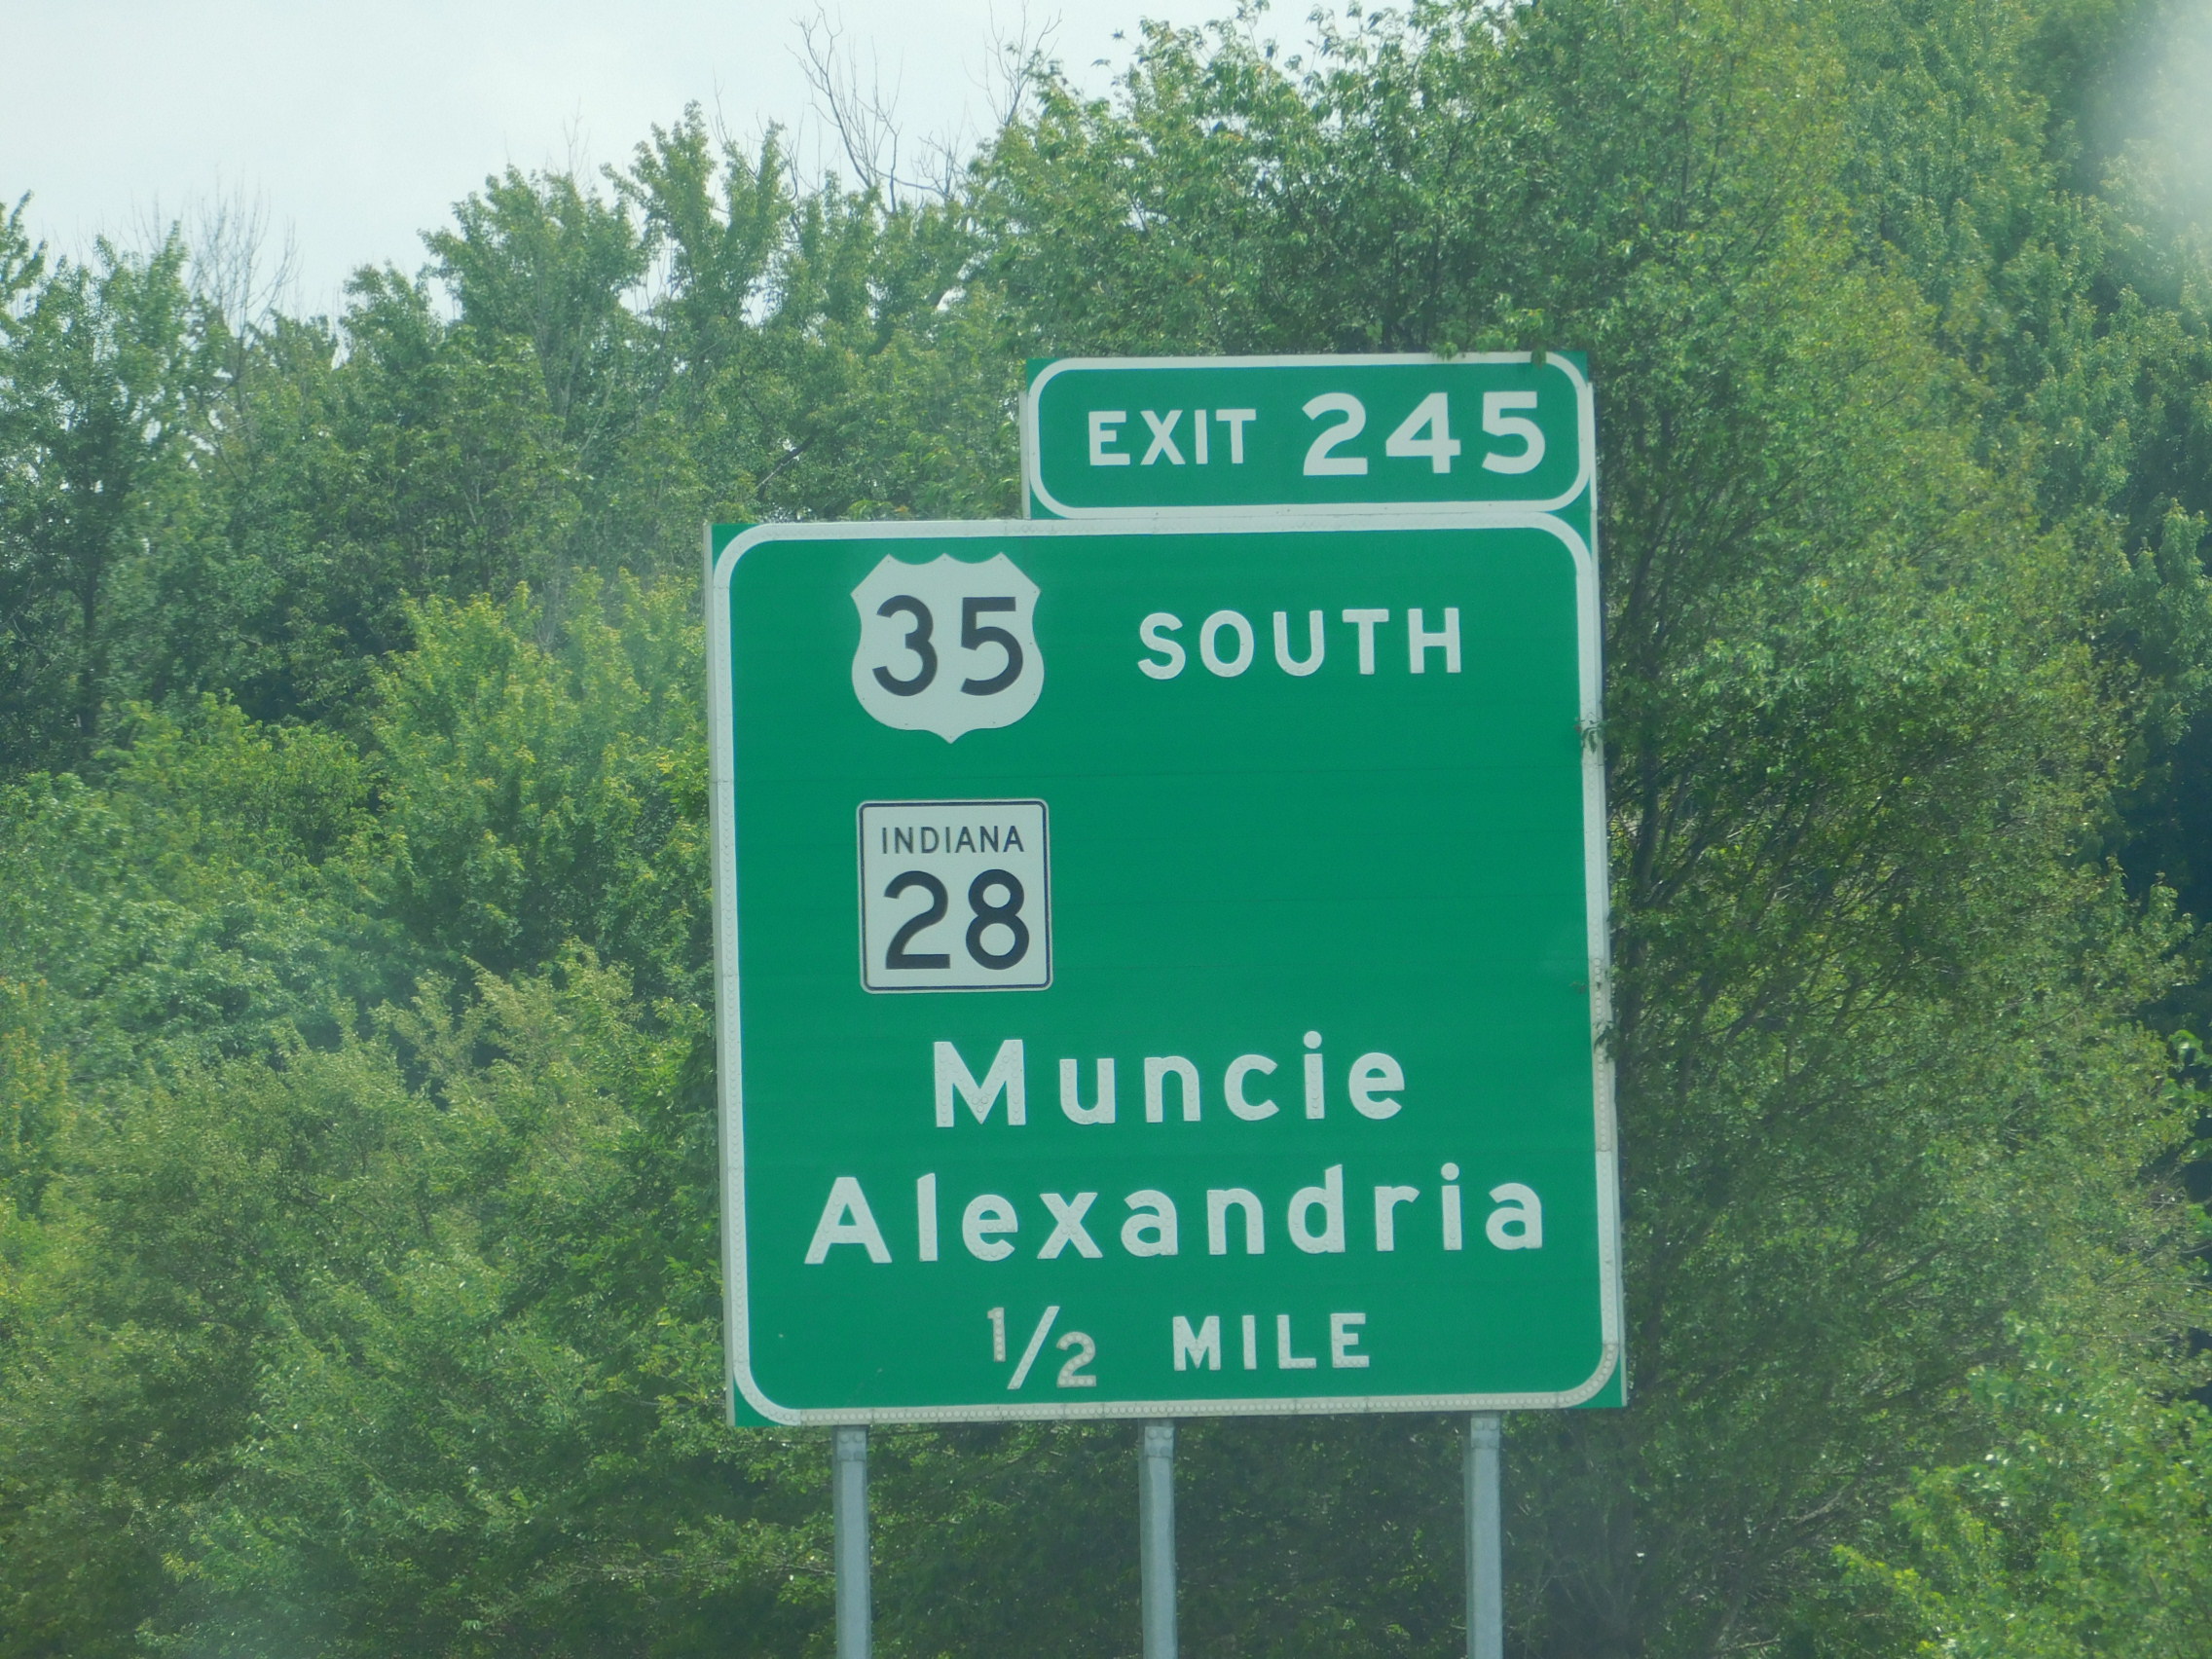 EXIT 245
35 SOUTH
INDIANA
28
Muncie
Alexandria
1/2 MILE